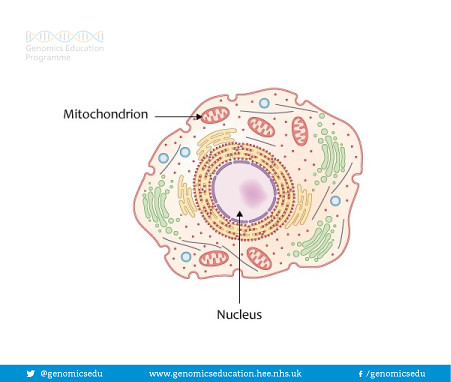 Genomics Education
Programme
Mitochondrion
Nucleus
@genomicsedu
www.genomicseducation.hee.nhs.uk
/genomicsedu